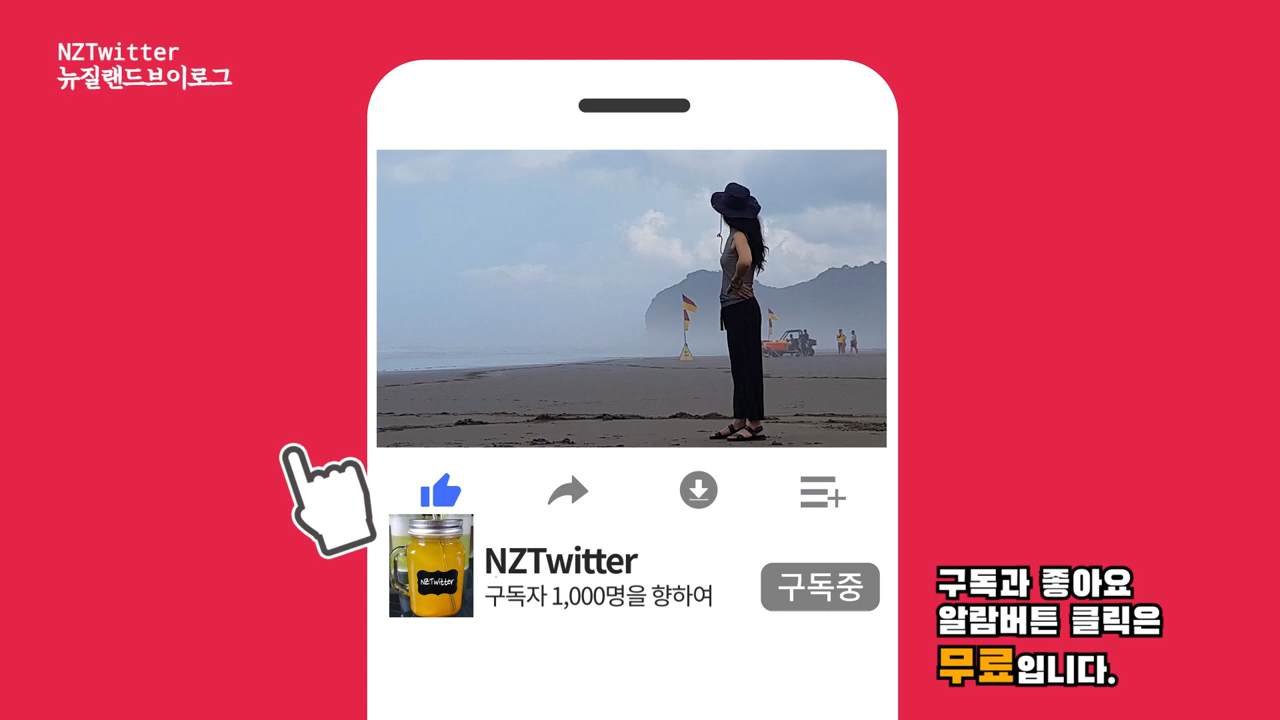 NZTwitter
뉴질랜드브이로그
NZTwitter
NZTwitter
구독자 1,000명을 향하여
구독중
구독과 좋아요
알람버튼 클릭은
무료입니다.